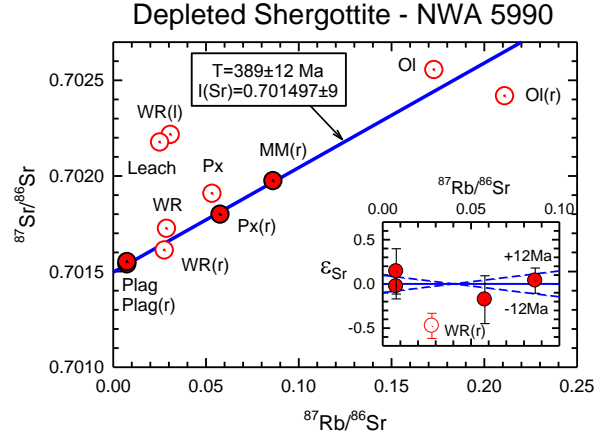 Depleted Shergottite - NWA 5990
0.7025
0.7020
0.7015
0.7010
87Sr/86Sr
T=389±12 Ma
I(Sr)=0.701497±9
Ol
Ol(r)
WR(l)
Leach
Px
MM(r)
WR
Px(r)
WR(r)
Plag
Plag(r)
87Rb/86Sr
0.00 0.05 0.10
0.5
0.0
-0.5
εSr
+12Ma
-12Ma
WR(r)
0.00 0.05 0.10 0.15 0.20 0.25
87Rb/86Sr